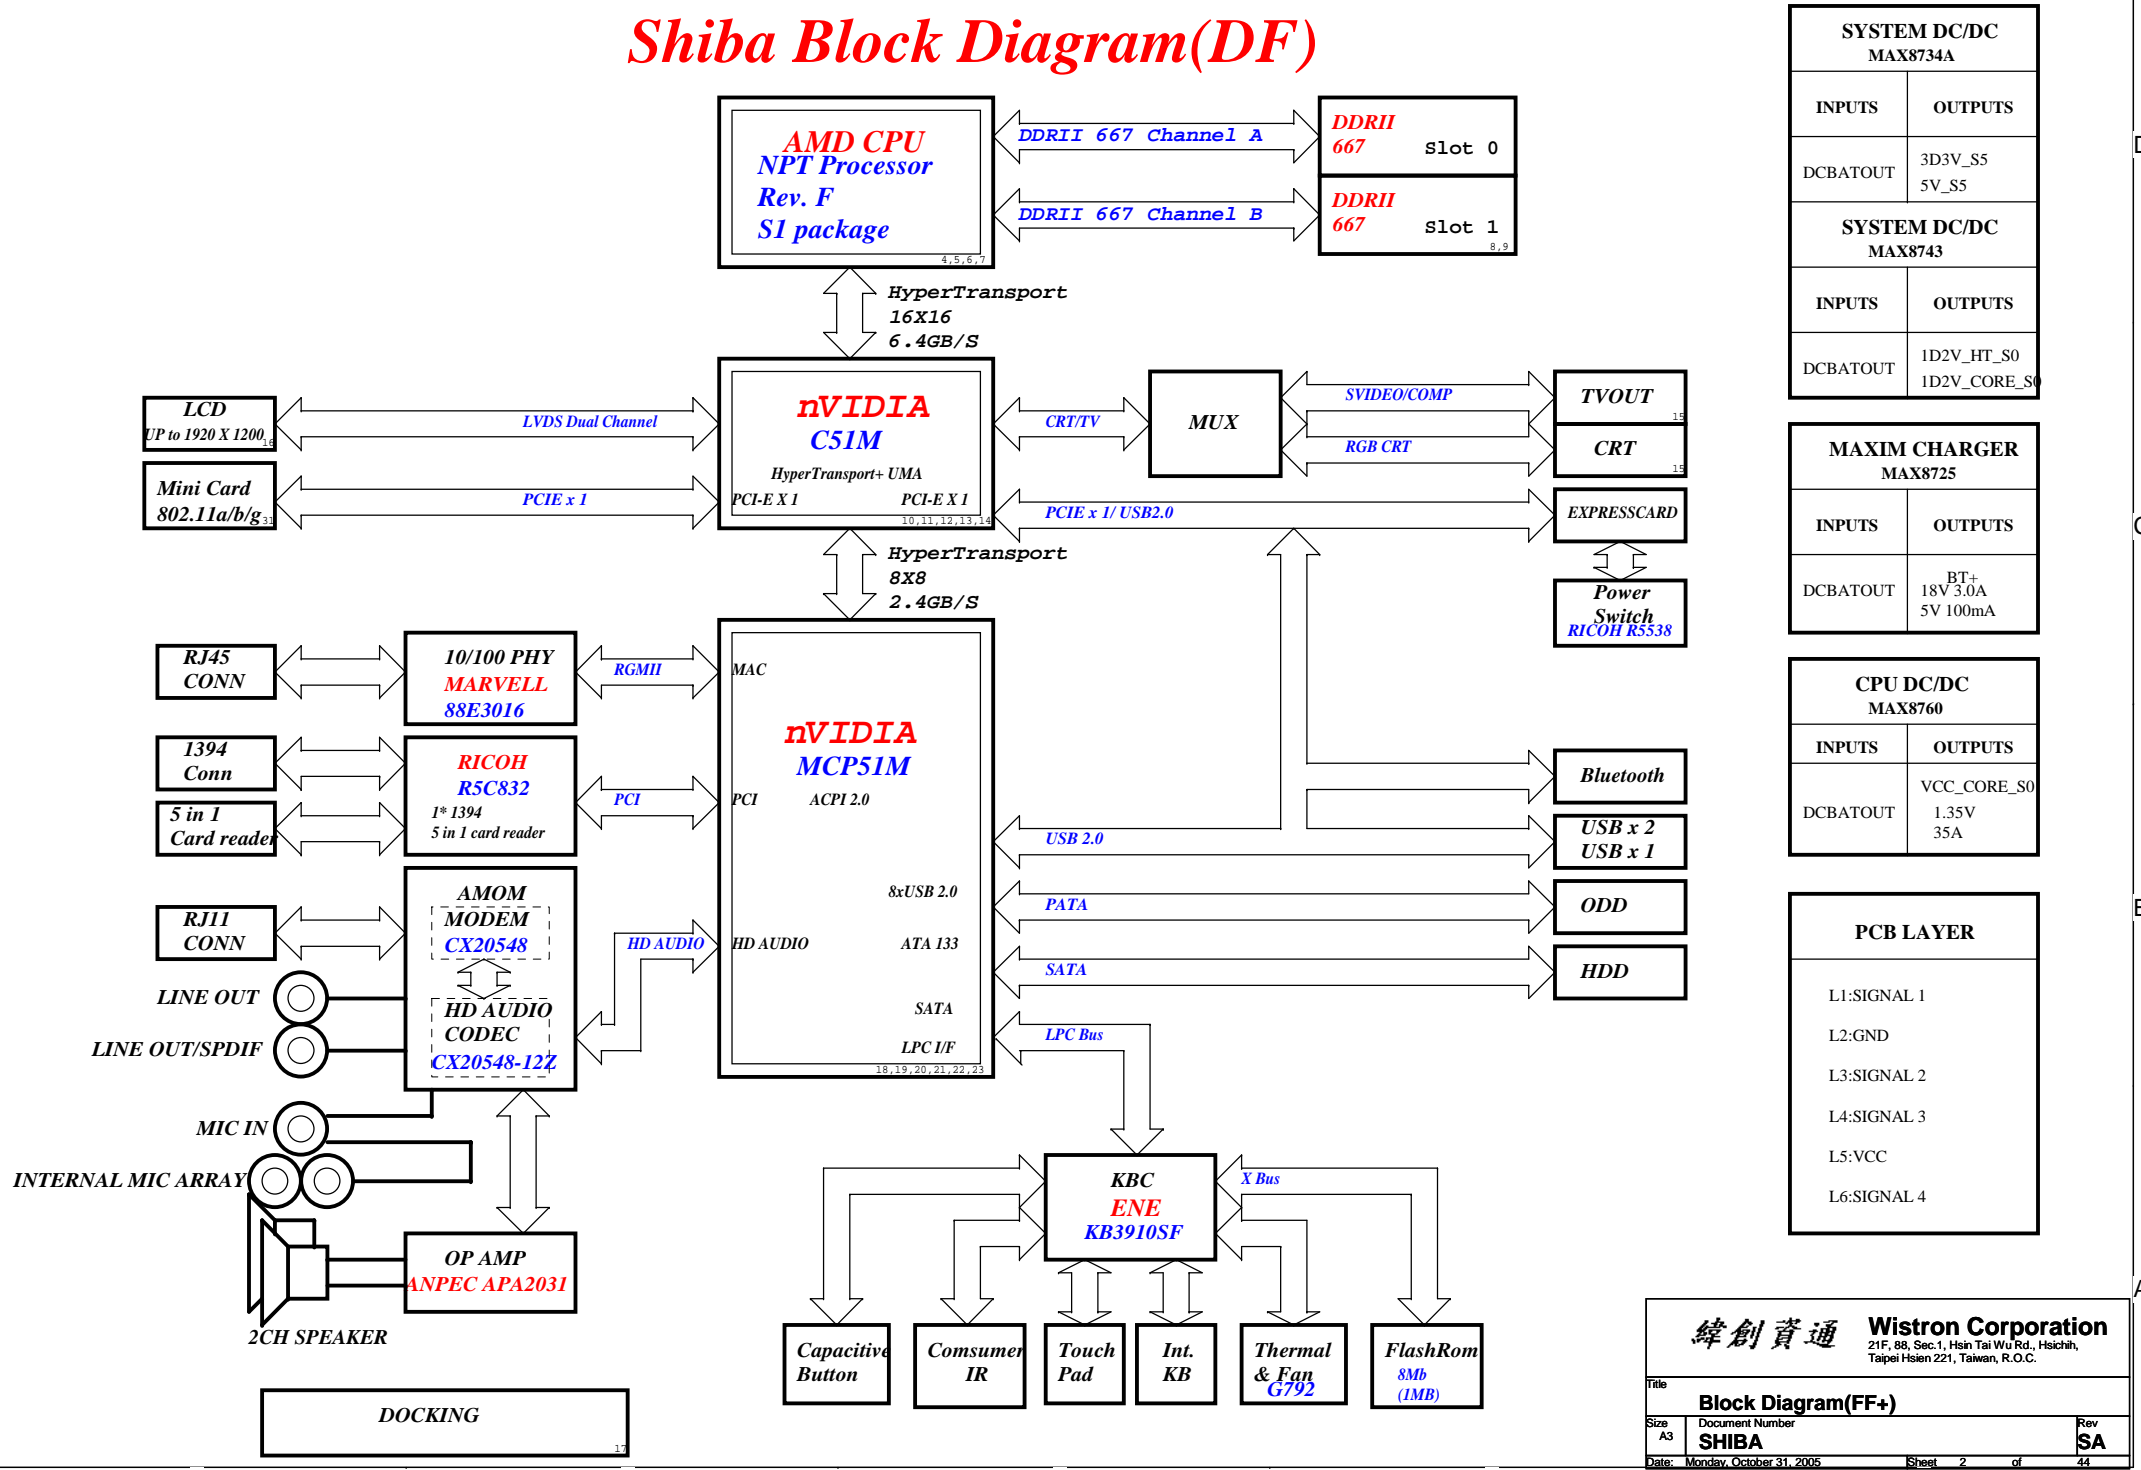 Shiba Block Diagram(DF)
AMD CPU
NPT Processor
Rev. F
S1 package
4,5,6,7
DDRII 667 Channel A
DDRII 667 Channel B
DDRII
667
Slot 0
DDRII
667
Slot 1
8,9
HyperTransport
16X16
6.4GB/S
nVIDIA
C51M
HyperTransport+ UMA
PCI-E X 1
PCI-E X 1
10,11,12,13,14
LCD
UP to 1920 X 1200
16
LVDS Dual Channel
Mini Card
802.11a/b/g
31
PCIE x 1
CRT/TV
MUX
SVIDEO/COMP
RGB CRT
TVOUT
15
CRT
15
PCIE x 1/ USB2.0
EXPRESSCARD
Power
Switch
RICOH R5538
HyperTransport
8X8
2.4GB/S
nVIDIA
MCP51M
ACPI 2.0
MAC
PCI
HD AUDIO
8xUSB 2.0
ATA 133
SATA
LPC I/F
18,19,20,21,22,23
RJ45
CONN
10/100 PHY
MARVELL
88E3016
RGMII
1394
Conn
5 in 1
Card reader
RICOH
R5C832
1* 1394
5 in 1 card reader
PCI
RJ11
CONN
AMOM
MODEM
CX20548
HD AUDIO
CODEC
CX20548-12Z
HD AUDIO
LINE OUT
LINE OUT/SPDIF
MIC IN
INTERNAL MIC ARRAY
OP AMP
ANPEC APA2031
2CH SPEAKER
DOCKING
17
Bluetooth
USB 2.0
USB x 2
USB x 1
PATA
ODD
SATA
HDD
LPC Bus
KBC
ENE
KB3910SF
X Bus
Capacitive
Button
Comsumer
IR
Touch
Pad
Int.
KB
Thermal
& Fan
G792
FlashRom
8Mb
(1MB)
SYSTEM DC/DC
MAX8734A
INPUTS OUTPUTS
DCBATOUT
3D3V_S5
5V_S5
SYSTEM DC/DC
MAX8743
INPUTS OUTPUTS
DCBATOUT
1D2V_HT_S0
1D2V_CORE_S0
MAXIM CHARGER
MAX8725
INPUTS OUTPUTS
DCBATOUT
BT+
18V 3.0A
5V 100mA
CPU DC/DC
MAX8760
INPUTS OUTPUTS
DCBATOUT
VCC_CORE_S0
1.35V
35A
PCB LAYER
L1:SIGNAL 1
L2:GND
L3:SIGNAL 2
L4:SIGNAL 3
L5:VCC
L6:SIGNAL 4
緯創資通
Wistron Corporation
21F, 88, Sec.1, Hsin Tai Wu Rd., Hsichih,
Taipei Hsien 221, Taiwan, R.O.C.
Title
Block Diagram(FF+)
Size Document Number Rev
A3 SHIBA SA
Date: Monday, October 31, 2005 Sheet 2 of 44